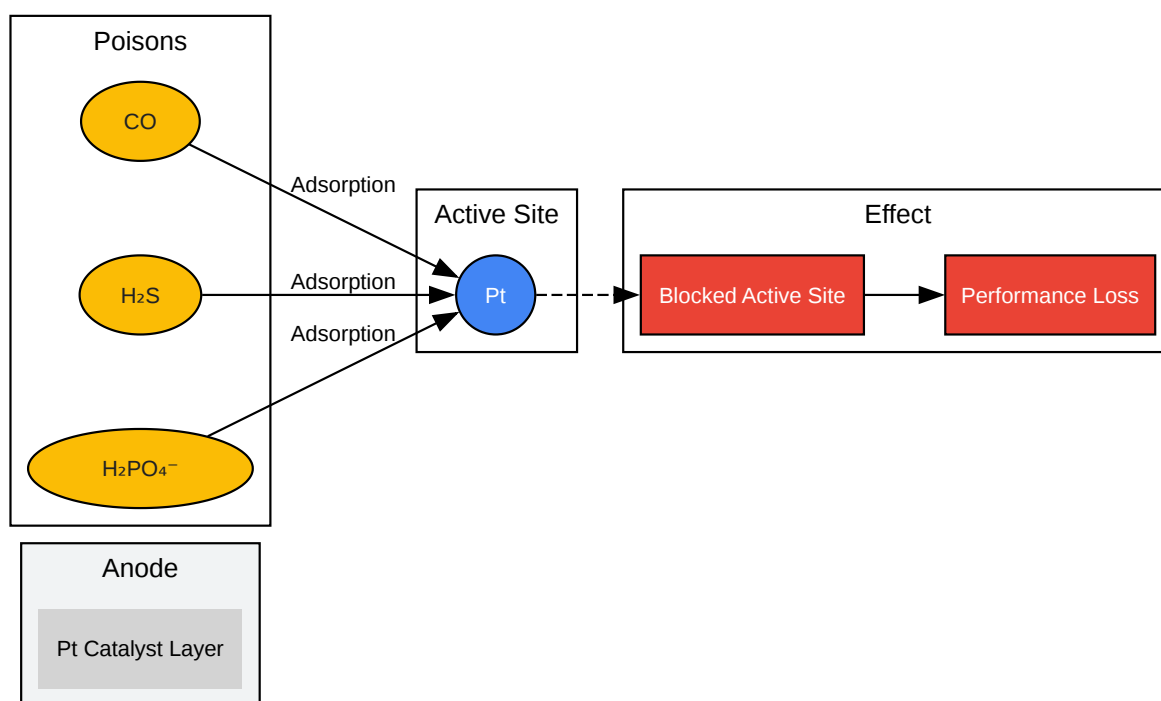 Poisons
CO
Adsorption
Active Site
Effect
H₂S
Adsorption
Pt
Blocked Active Site
Performance Loss
Adsorption
H₂PO₄⁻
Anode
Pt Catalyst Layer